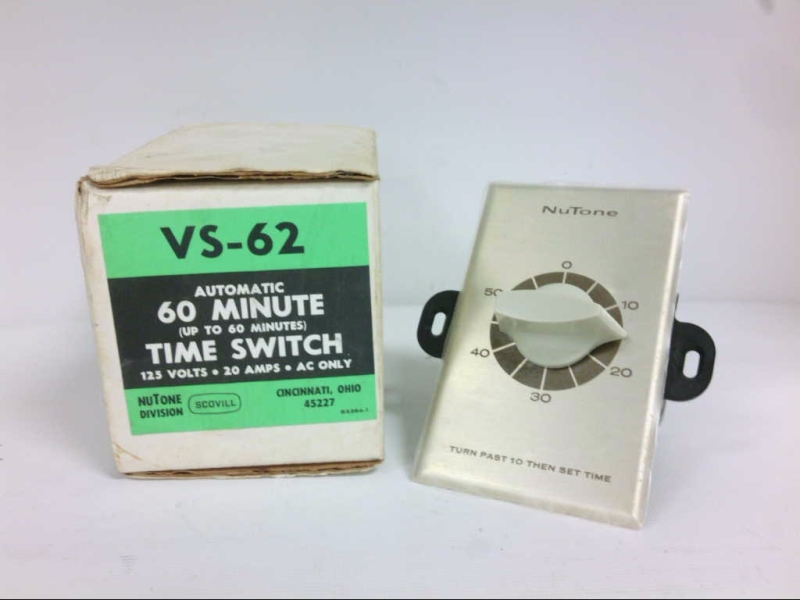 VS-62
AUTOMATIC
60 MINUTE
(UP TO 60 MINUTES)
TIME SWITCH
125 VOLTS • 20 AMPS • AC ONLY
NUTONE
DIVISION
SCOVILL
CINCINNATI, OHIO
45227
NuTone
0
10
20
30
40
TURN PAST 10 THEN SET TIME